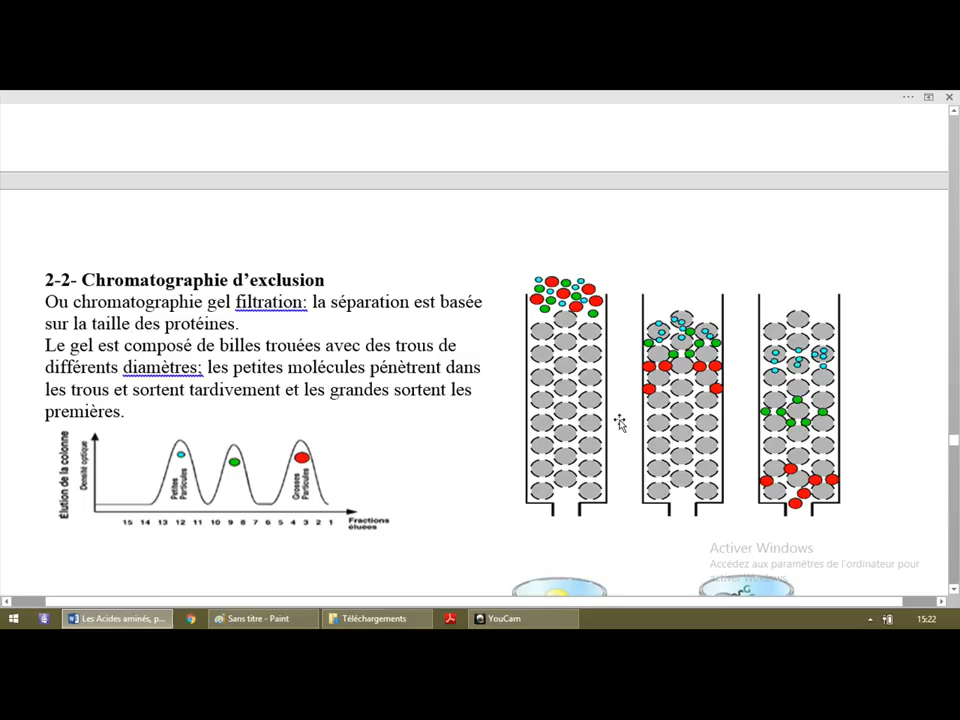 2-2- Chromatographie d’exclusion
Ou chromatographie gel filtration: la séparation est basée
sur la taille des protéines.
Le gel est composé de billes trouées avec des trous de
différents diamètres; les petites molécules pénètrent dans
les trous et sortent tardivement et les grandes sortent les
premières.
Elution de la colonne
Densité optique
Petites
Particules
Grosses
Particules
15 14 13 12 11 10 9 8 7 6 5 4 3 2 1
Fractions
éluées
Activer Windows
Accédez aux paramètres de l'ordinateur pour
activer Windows.
Les Acides aminés, p...
Sans titre - Paint
Téléchargements
YouCam
15:22